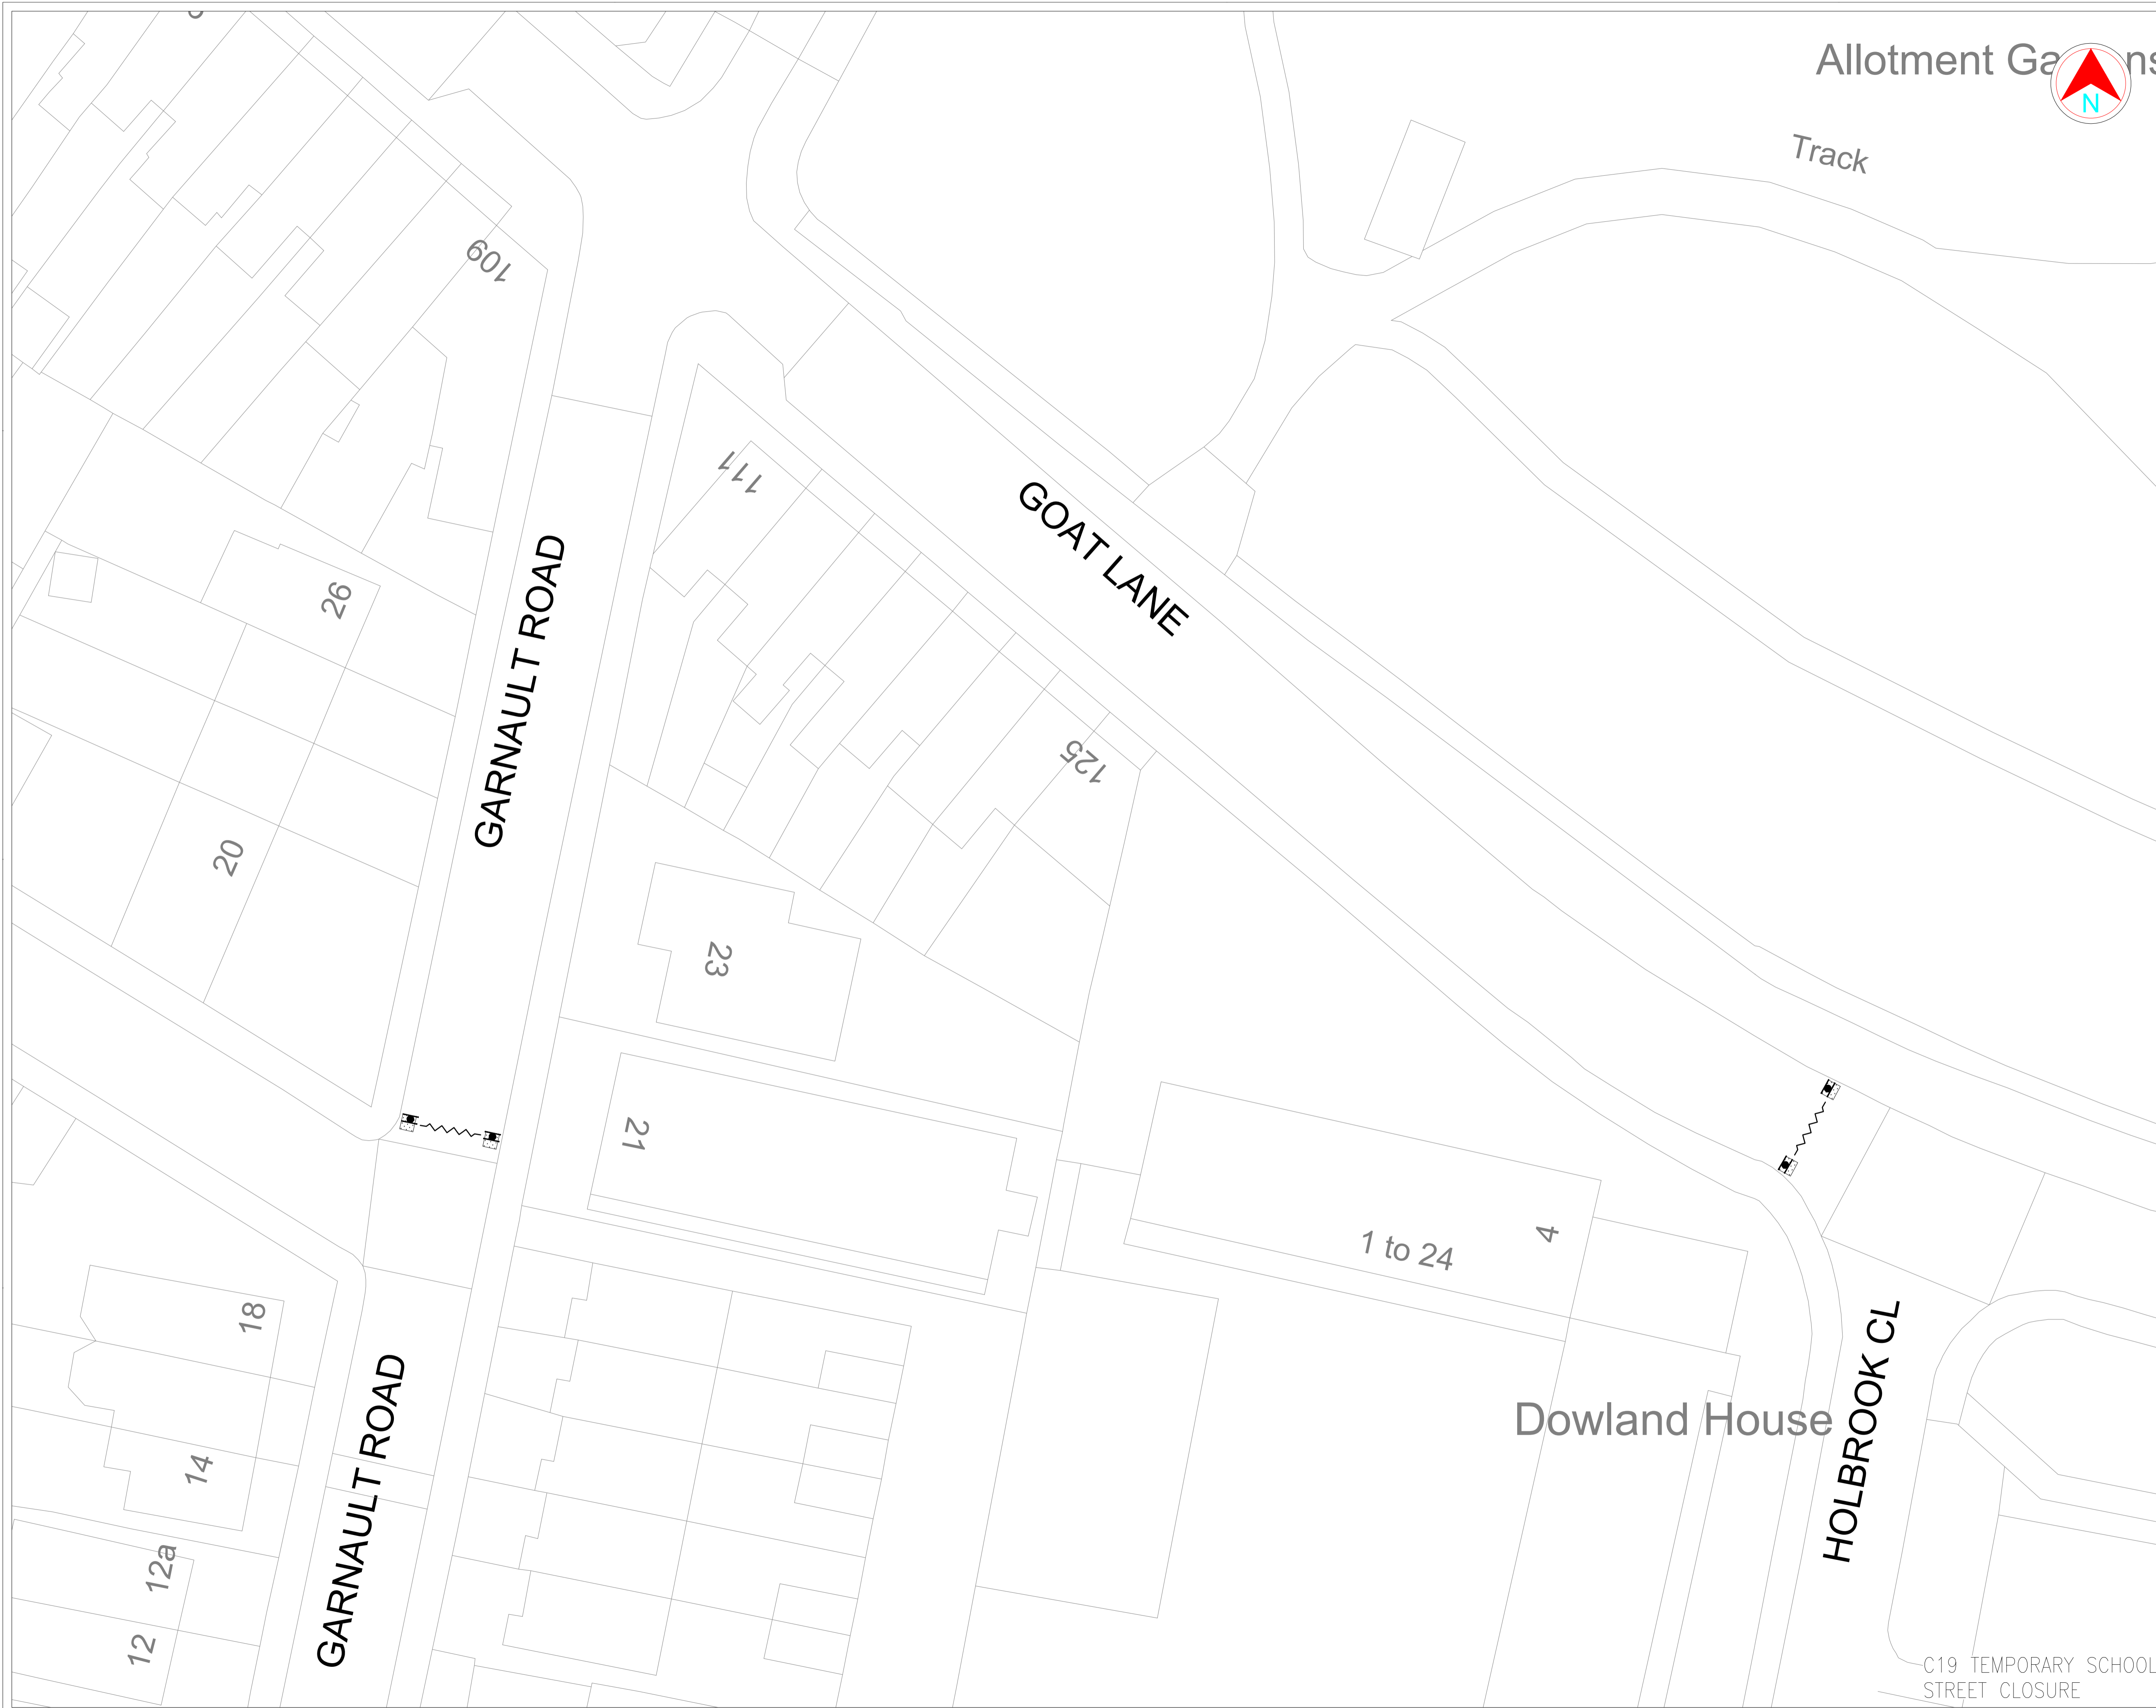 Allotment Gardens
N
Track
109
111
GOAT LANE
GARNAULT ROAD
26
125
20
23
21
1 to 24
4
18
HOLBROOK CL
GARNAULT ROAD
Dowland House
14
12a
12
C19 TEMPORARY SCHOOL
STREET CLOSURE